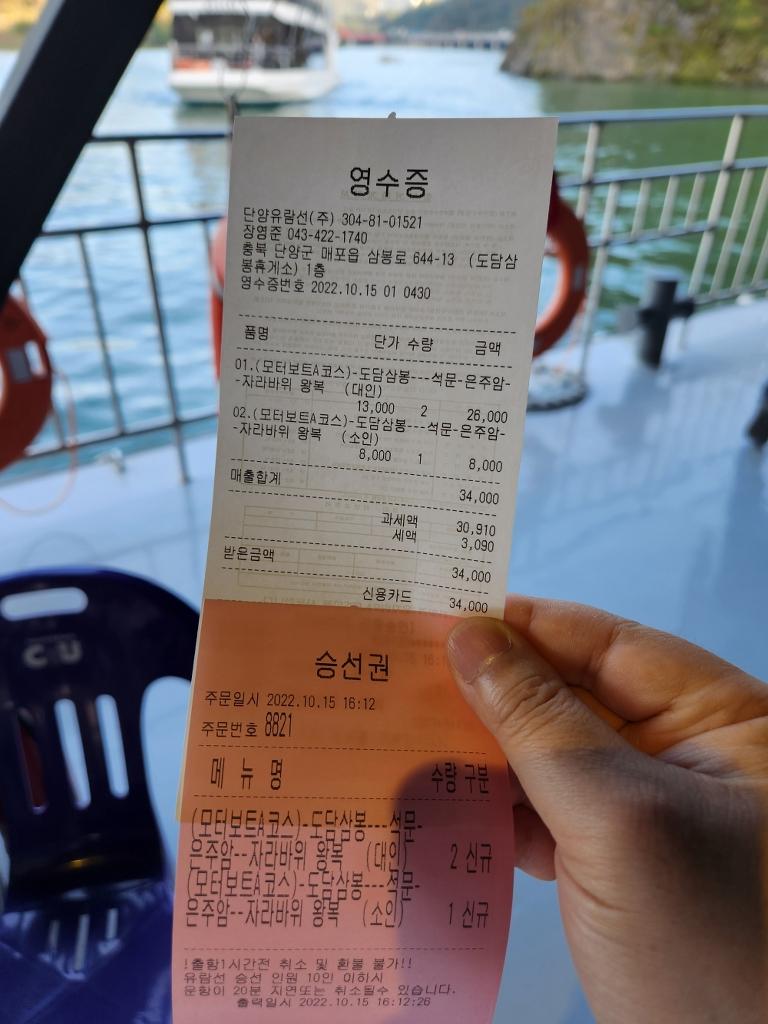 영수증
단양유람선(주) 304-81-01521
장영준 043-422-1740
충북 단양군 매포읍 삼봉로 644-13 (도담삼
봉휴게소) 1층
영수증번호 2022.10.15 01 0430
품명 단가 수량 금액
01.(모터보트A코스)-도담삼봉---석문-은주암-
-자라바위 왕복 (대인)
13,000 2 26,000
02.(모터보트A코스)-도담삼봉---석문-은주암-
-자라바위 왕복 (소인)
8,000 1 8,000
매출합계 34,000
과세액 30,910
세액 3,090
받은금액 34,000
신용카드 34,000
승선권
주문일시 2022.10.15 16:12
주문번호 8821
메 뉴 명 수량 구분
(모터보트A코스)-도담삼봉---석문-
은주암--자라바위 왕복 (대인) 2 신규
(모터보트A코스)-도담삼봉---석문-
은주암--자라바위 왕복 (소인) 1 신규
!출항1시간전 취소 및 환불 불가!!
유람선 승선 인원 10인 이하시
운항이 20분 지연또는 취소될수 있습니다.
출력일시 2022.10.15 16:12:26